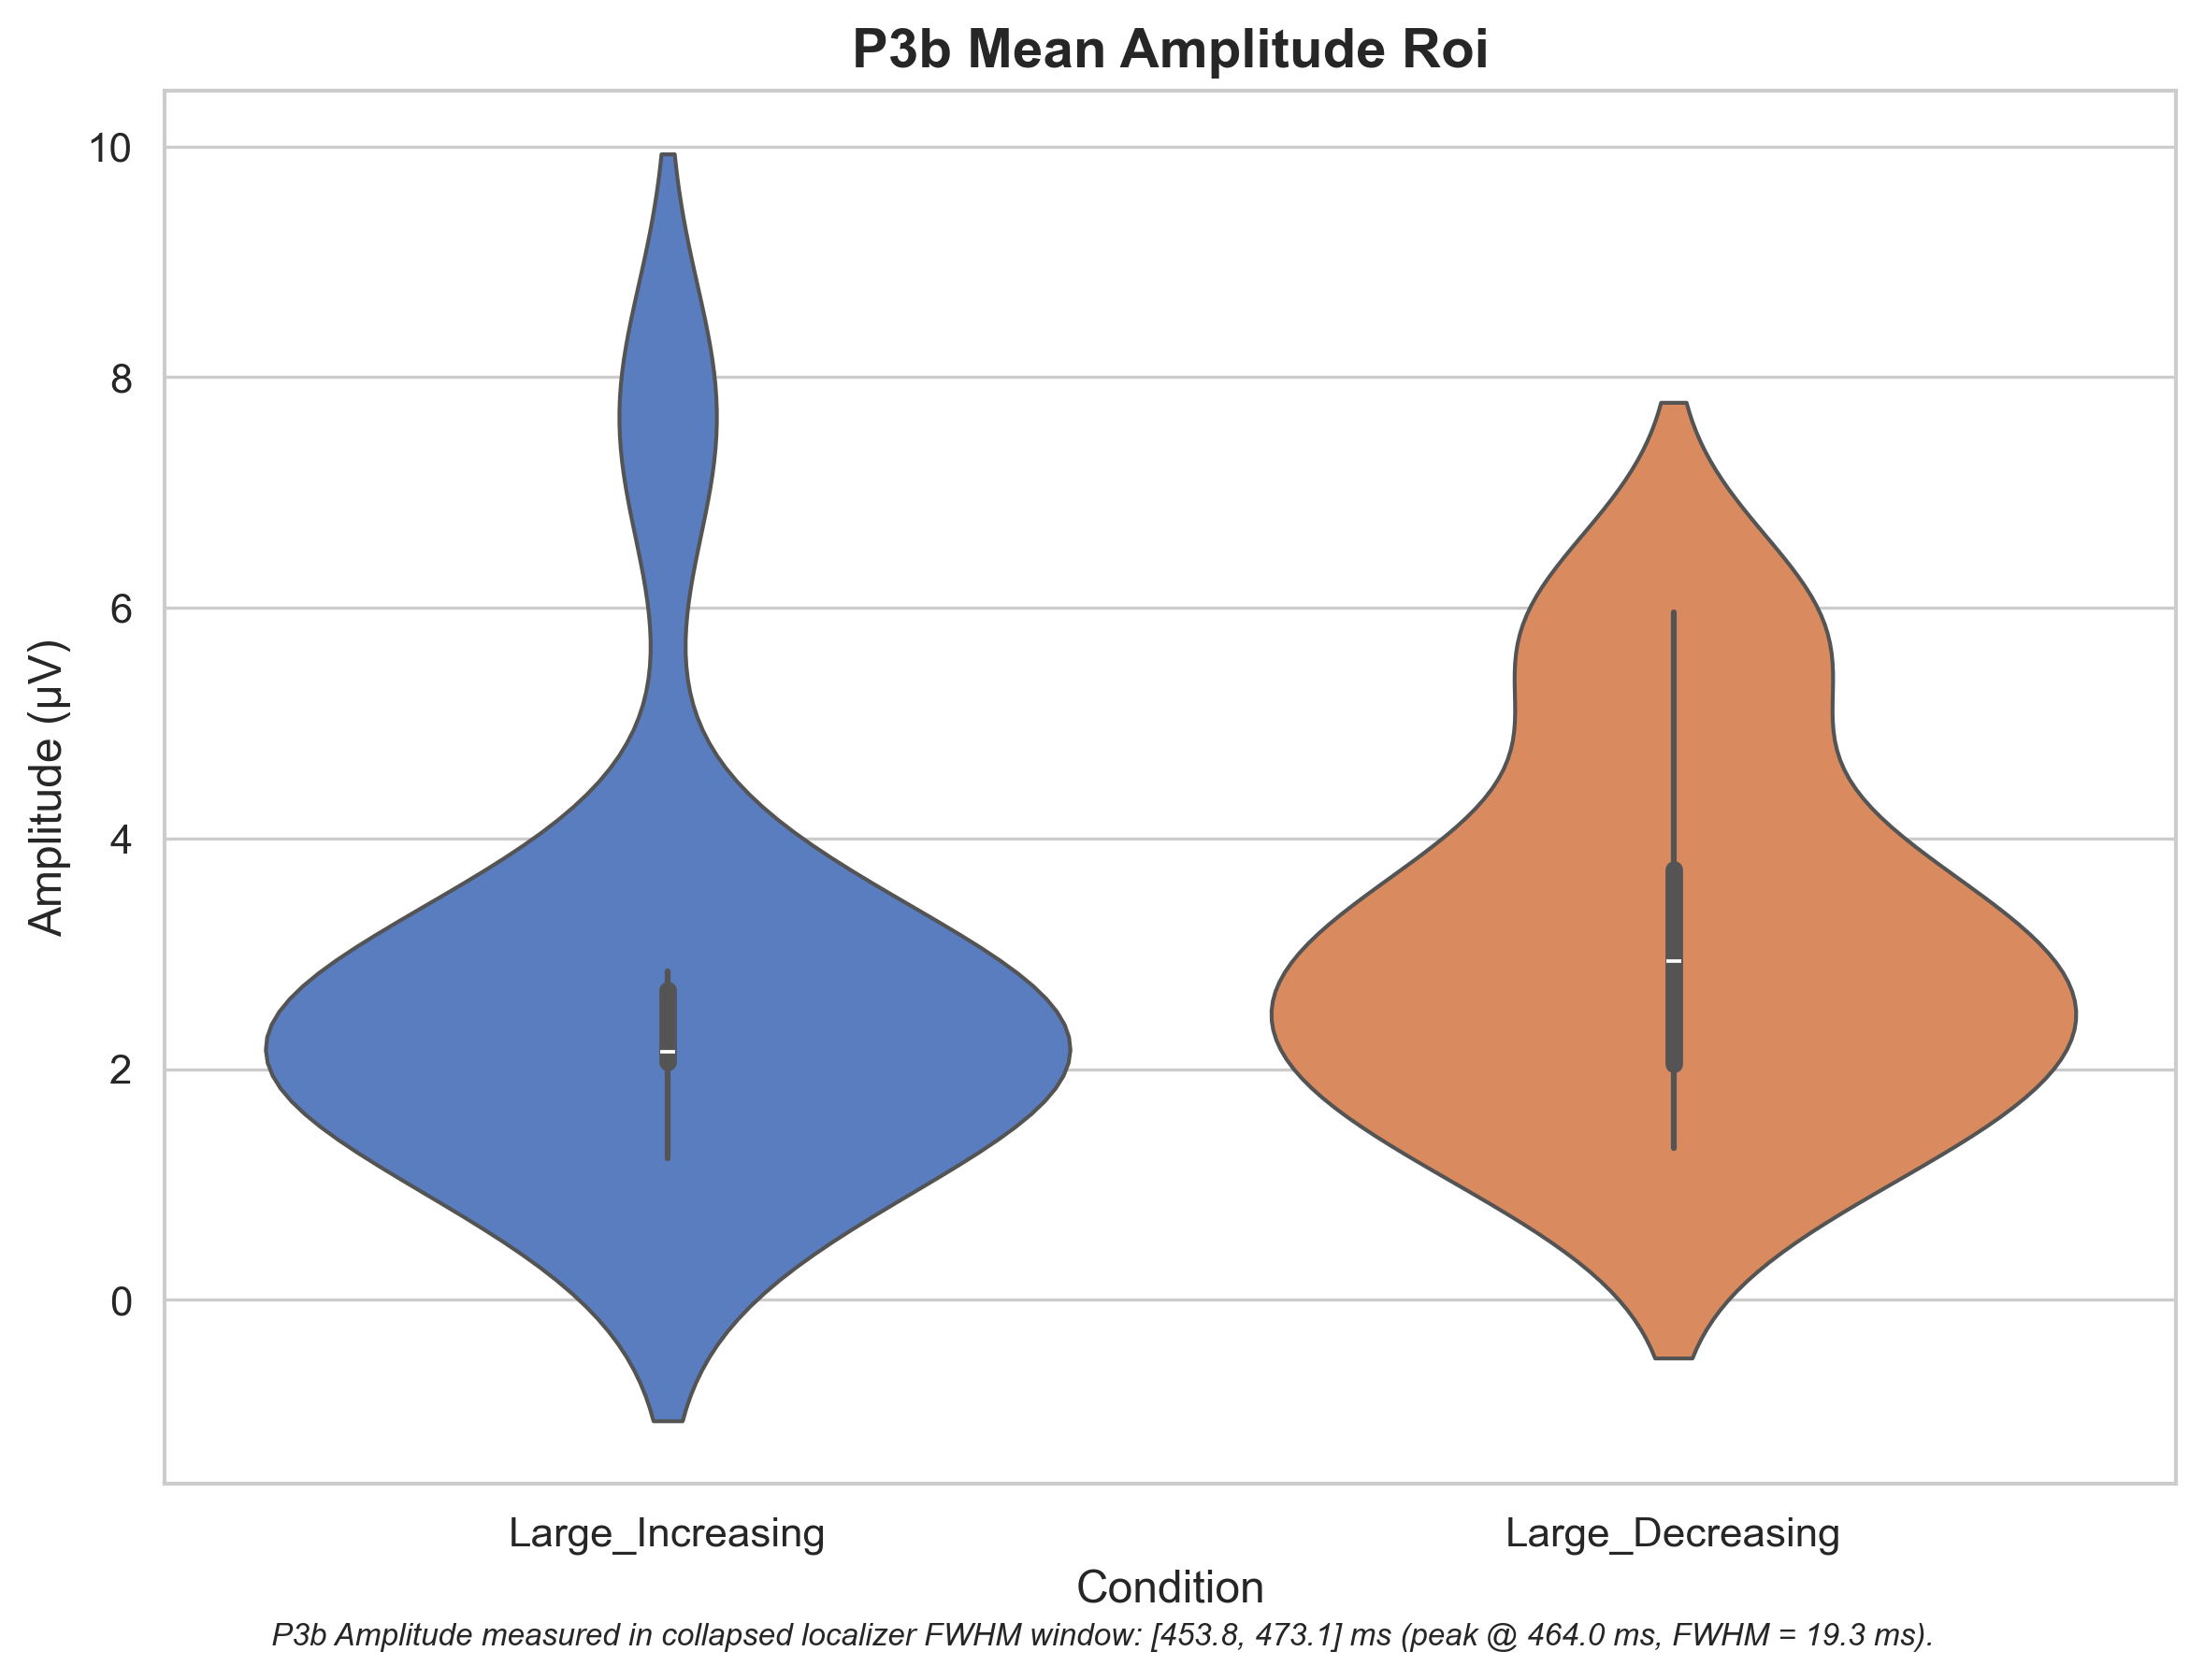 P3b Mean Amplitude Roi
10
8
6
4
2
0
Amplitude (µV)
Large_Increasing
Large_Decreasing
Condition
P3b Amplitude measured in collapsed localizer FWHM window: [453.8, 473.1] ms (peak @ 464.0 ms, FWHM = 19.3 ms).